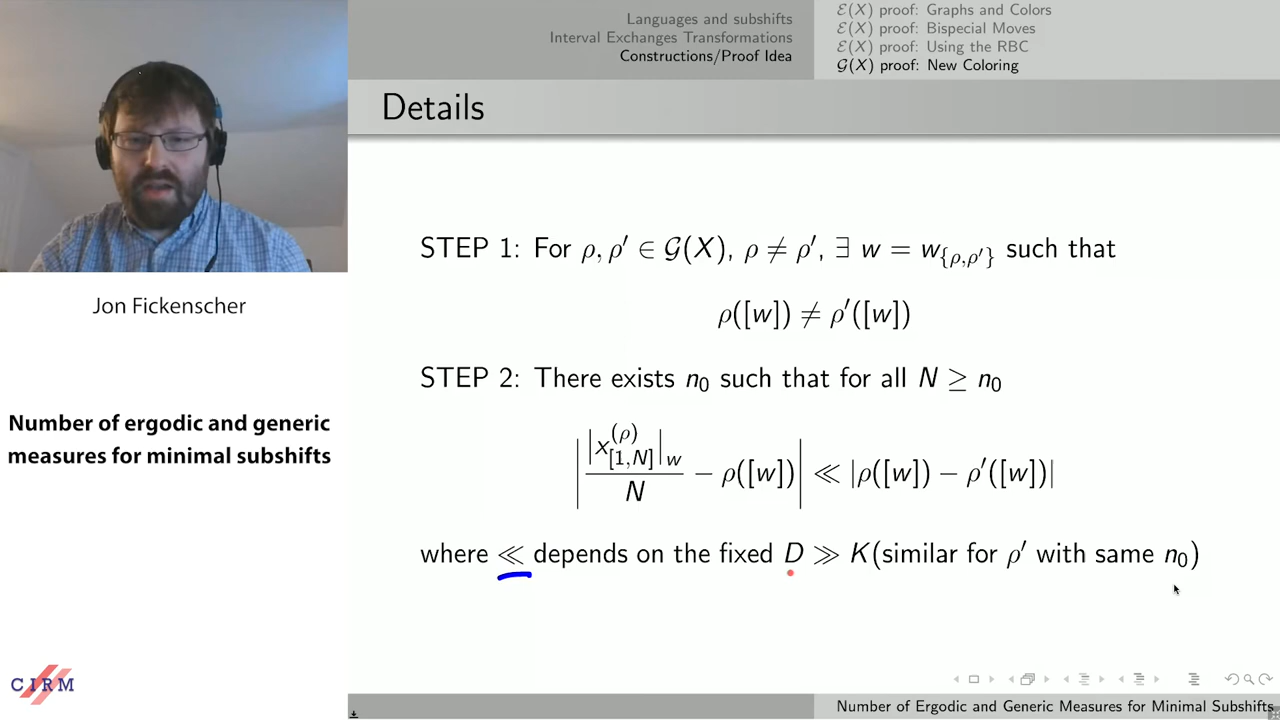 Languages and subshifts
Interval Exchanges Transformations
Constructions/Proof Idea
ℰ(X) proof: Graphs and Colors
ℰ(X) proof: Bispecial Moves
ℰ(X) proof: Using the RBC
𝒢(X) proof: New Coloring
Details
STEP 1: For ρ, ρ′ ∈ 𝒢(X), ρ ≠ ρ′, ∃ w = w_{ρ,ρ′} such that
ρ([w]) ≠ ρ′([w])
STEP 2: There exists n₀ such that for all N ≥ n₀
| |x^{(ρ)}_{[1,N]}|_w / N − ρ([w]) | ≪ |ρ([w]) − ρ′([w])|
where ≪ depends on the fixed D ≫ K(similar for ρ′ with same n₀)
Jon Fickenscher
Number of ergodic and generic
measures for minimal subshifts
CIRM
Number of Ergodic and Generic Measures for Minimal Subshifts